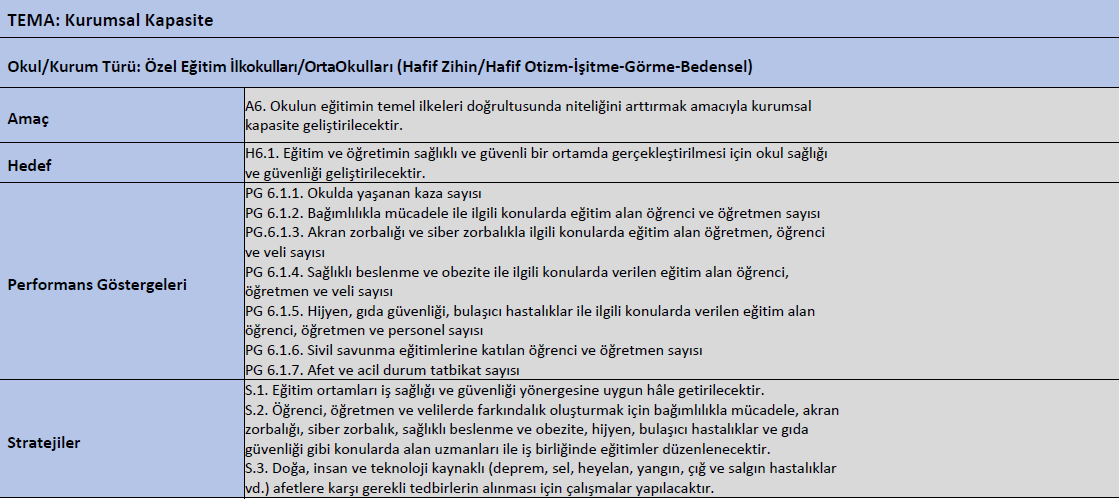 TEMA: Kurumsal Kapasite
Okul/Kurum Türü: Özel Eğitim İlkokulları/OrtaOkulları (Hafif Zihin/Hafif Otizm-İşitme-Görme-Bedensel)
Amaç
A6. Okulun eğitimin temel ilkeleri doğrultusunda niteliğini arttırmak amacıyla kurumsal
kapasite geliştirilecektir.
Hedef
H6.1. Eğitim ve öğretimin sağlıklı ve güvenli bir ortamda gerçekleştirilmesi için okul sağlığı
ve güvenliği geliştirilecektir.
Performans Göstergeleri
PG 6.1.1. Okulda yaşanan kaza sayısı
PG 6.1.2. Bağımlılıkla mücadele ile ilgili konularda eğitim alan öğrenci ve öğretmen sayısı
PG.6.1.3. Akran zorbalığı ve siber zorbalıkla ilgili konularda eğitim alan öğretmen, öğrenci
ve veli sayısı
PG 6.1.4. Sağlıklı beslenme ve obezite ile ilgili konularda verilen eğitim alan öğrenci,
öğretmen ve veli sayısı
PG 6.1.5. Hijyen, gıda güvenliği, bulaşıcı hastalıklar ile ilgili konularda verilen eğitim alan
öğrenci, öğretmen ve personel sayısı
PG 6.1.6. Sivil savunma eğitimlerine katılan öğrenci ve öğretmen sayısı
PG 6.1.7. Afet ve acil durum tatbikat sayısı
Stratejiler
S.1. Eğitim ortamları iş sağlığı ve güvenliği yönergesine uygun hâle getirilecektir.
S.2. Öğrenci, öğretmen ve velilerde farkındalık oluşturmak için bağımlılıkla mücadele, akran
zorbalığı, siber zorbalık, sağlıklı beslenme ve obezite, hijyen, bulaşıcı hastalıklar ve gıda
güvenliği gibi konularda alan uzmanları ile iş birliğinde eğitimler düzenlenecektir.
S.3. Doğa, insan ve teknoloji kaynaklı (deprem, sel, heyelan, yangın, çığ ve salgın hastalıklar
vd.) afetlere karşı gerekli tedbirlerin alınması için çalışmalar yapılacaktır.